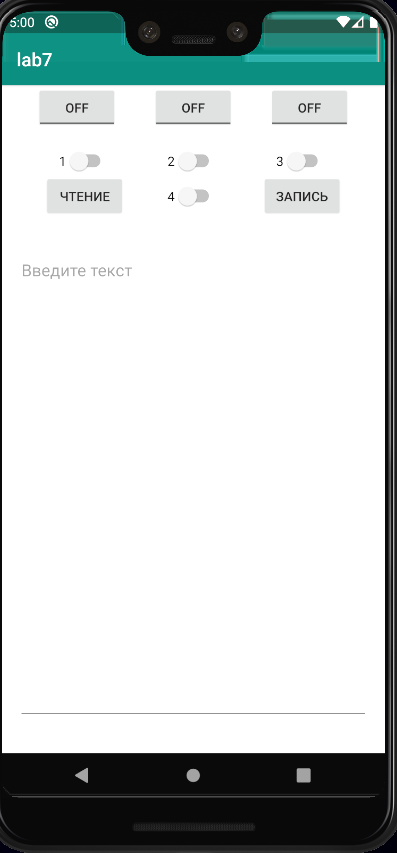 5:00
lab7
OFF OFF OFF
1 2 3
ЧТЕНИЕ 4 ЗАПИСЬ
Введите текст